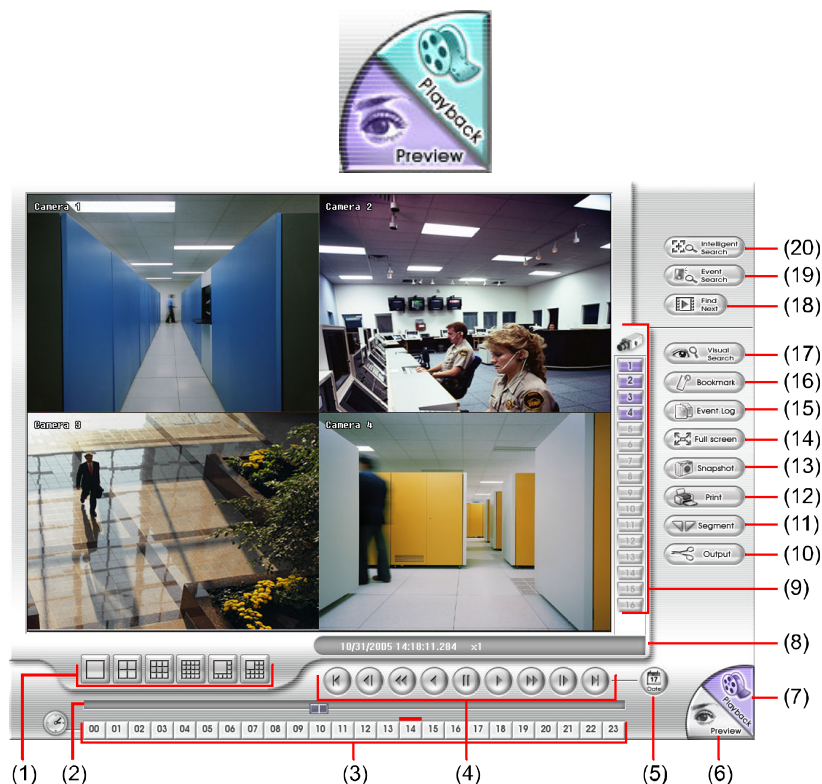 Playback
Preview
Camera 1
Camera 2
Camera 3
Camera 4
1
2
3
4
5
6
7
8
9
10
11
12
13
14
15
16
Intelligent
Search
(20)
Event
Search
(19)
Find
Next
(18)
Visual
Search
(17)
Bookmark
(16)
Event Log
(15)
Full screen
(14)
Snapshot
(13)
Print
(12)
Segment
(11)
Output
(10)
(9)
10/31/2005 14:18:11.284 x1
(8)
(1)
17
Date
Playback
Preview
(7)
00 01 02 03 04 05 06 07 08 09 10 11 12 13 14 15 16 17 18 19 20 21 22 23
(2)
(3)
(4)
(5)
(6)